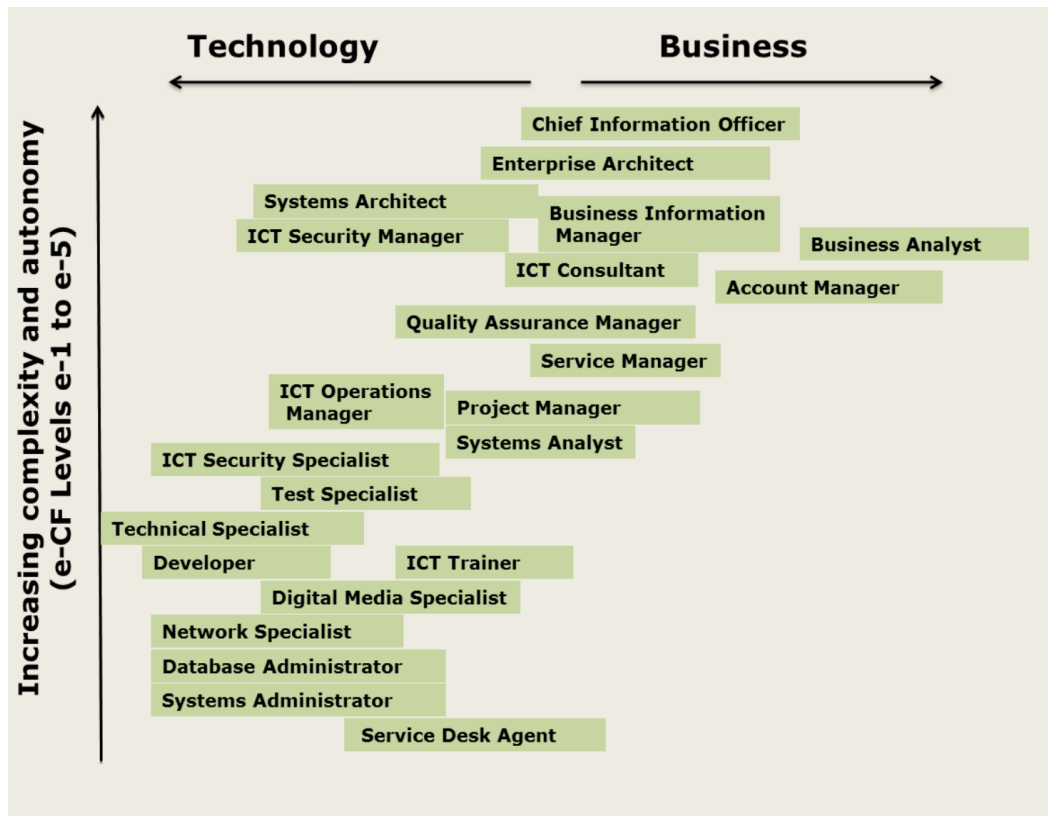 Technology
Business
Increasing complexity and autonomy
(e-CF Levels e-1 to e-5)
Chief Information Officer
Enterprise Architect
Systems Architect
Business Information
Manager
ICT Security Manager
Business Analyst
ICT Consultant
Account Manager
Quality Assurance Manager
Service Manager
ICT Operations
Manager
Project Manager
Systems Analyst
ICT Security Specialist
Test Specialist
Technical Specialist
Developer
ICT Trainer
Digital Media Specialist
Network Specialist
Database Administrator
Systems Administrator
Service Desk Agent